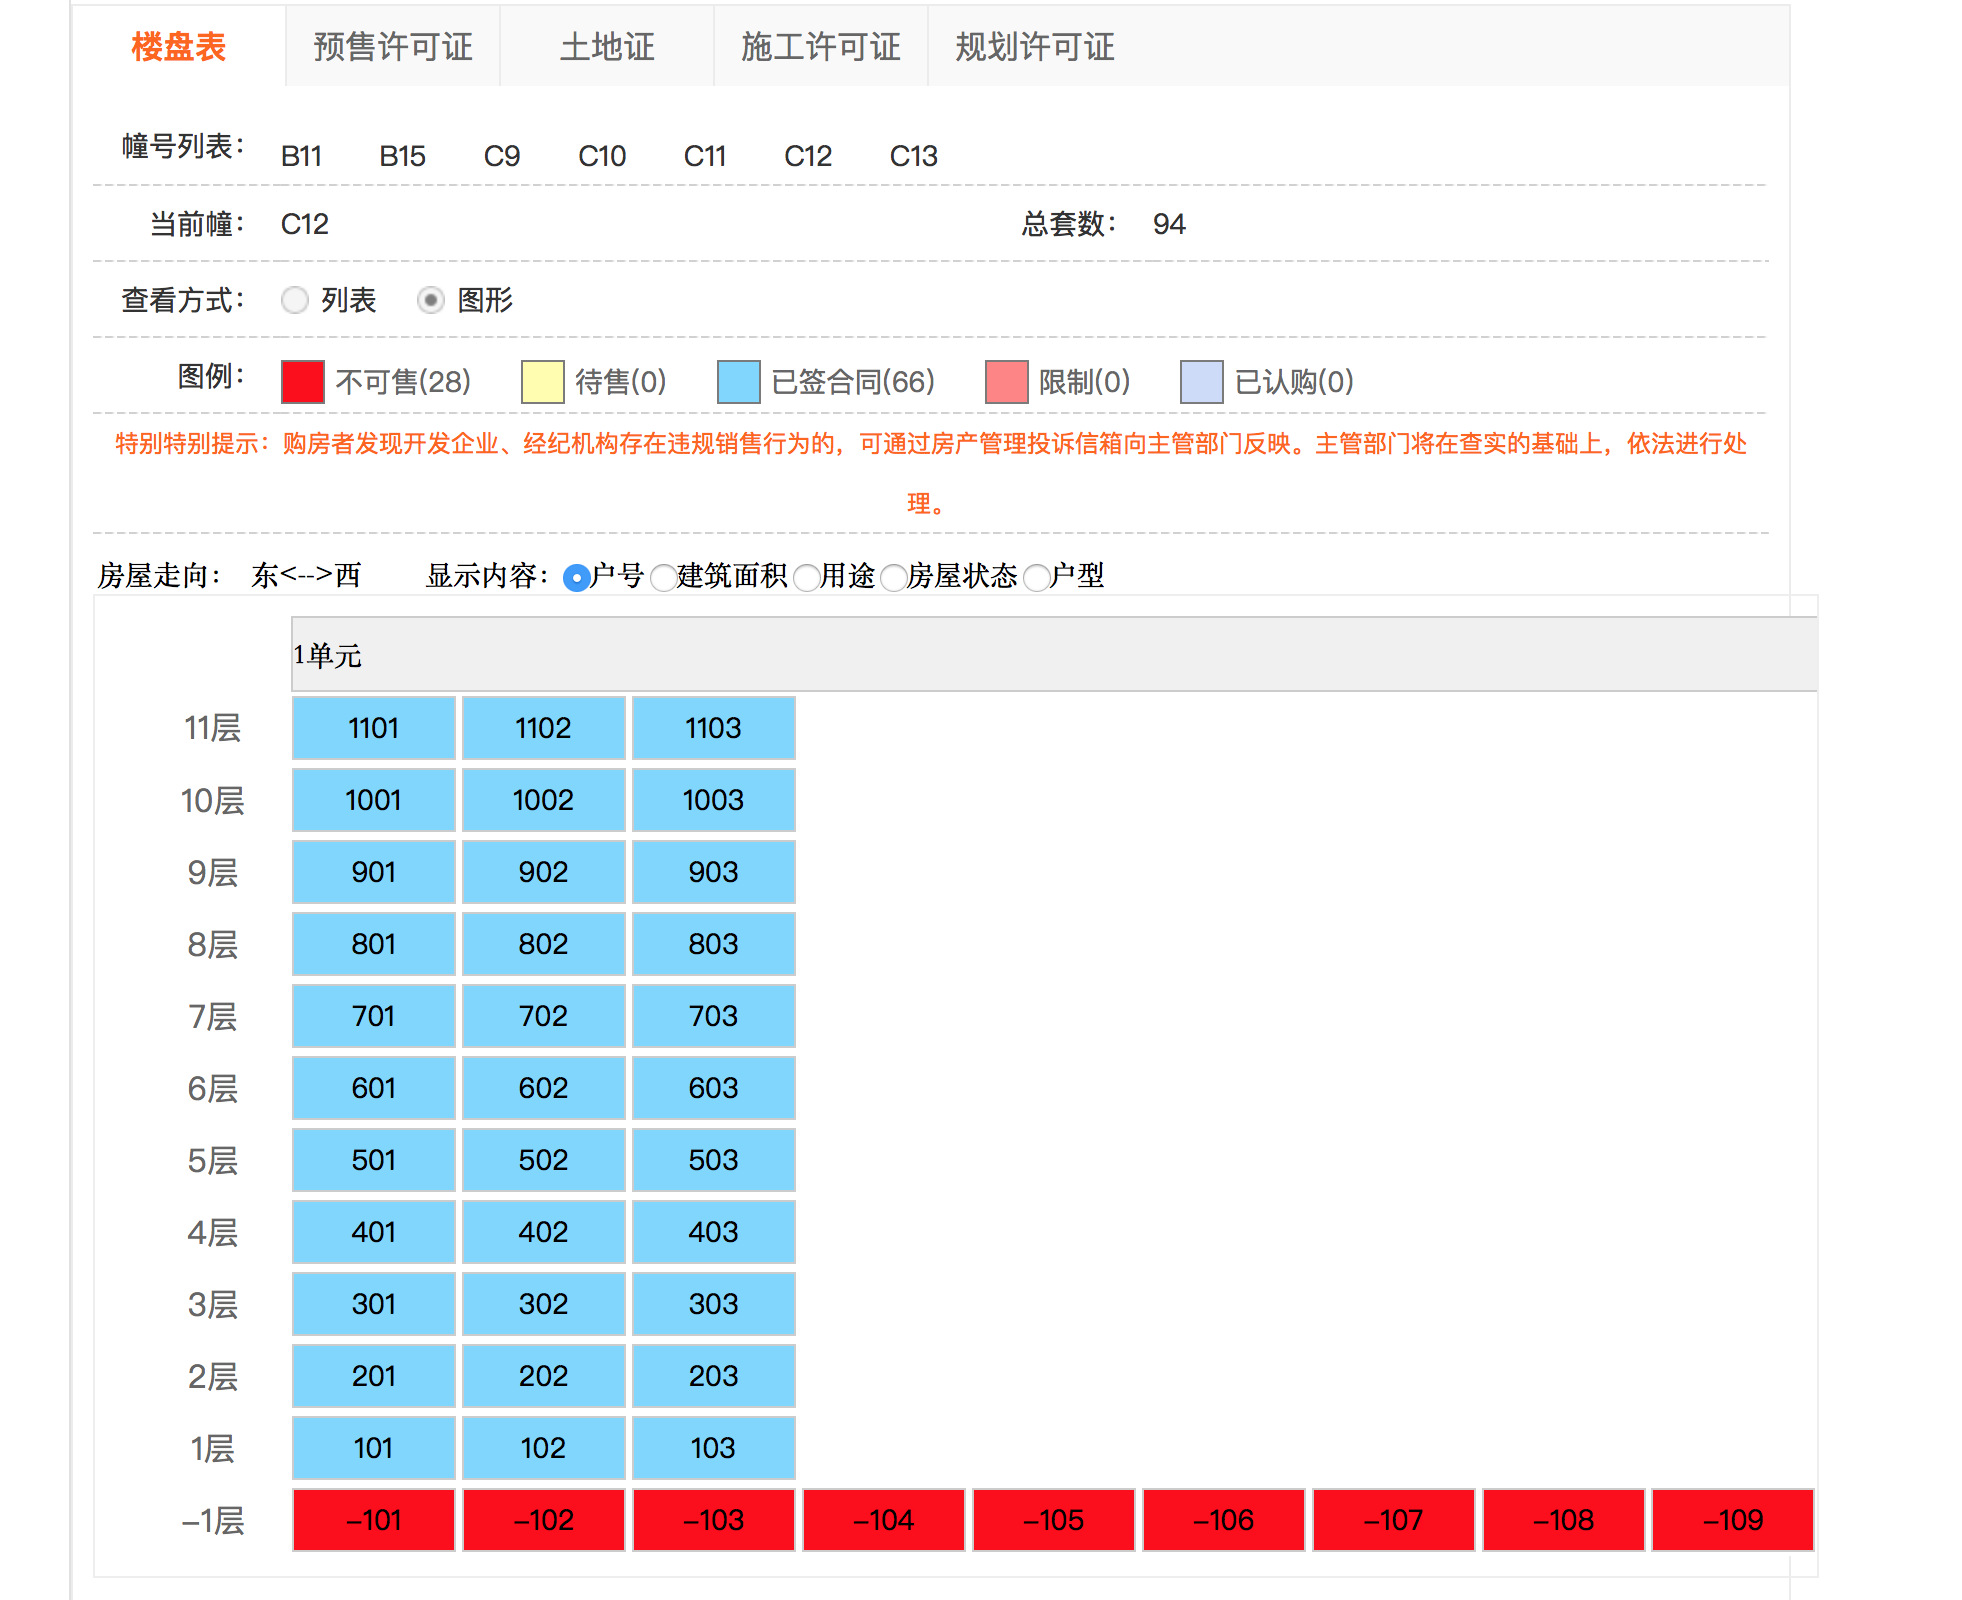 楼盘表 预售许可证 土地证 施工许可证 规划许可证
幢号列表： B11 B15 C9 C10 C11 C12 C13
当前幢： C12 总套数： 94
查看方式： 列表 图形
图例： 不可售(28) 待售(0) 已签合同(66) 限制(0) 已认购(0)
特别特别提示：购房者发现开发企业、经纪机构存在违规销售行为的，可通过房产管理投诉信箱向主管部门反映。主管部门将在查实的基础上，依法进行处
理。
房屋走向： 东<-->西 显示内容：户号 建筑面积 用途 房屋状态 户型
1单元
11层 1101 1102 1103
10层 1001 1002 1003
9层 901 902 903
8层 801 802 803
7层 701 702 703
6层 601 602 603
5层 501 502 503
4层 401 402 403
3层 301 302 303
2层 201 202 203
1层 101 102 103
-1层 -101 -102 -103 -104 -105 -106 -107 -108 -109